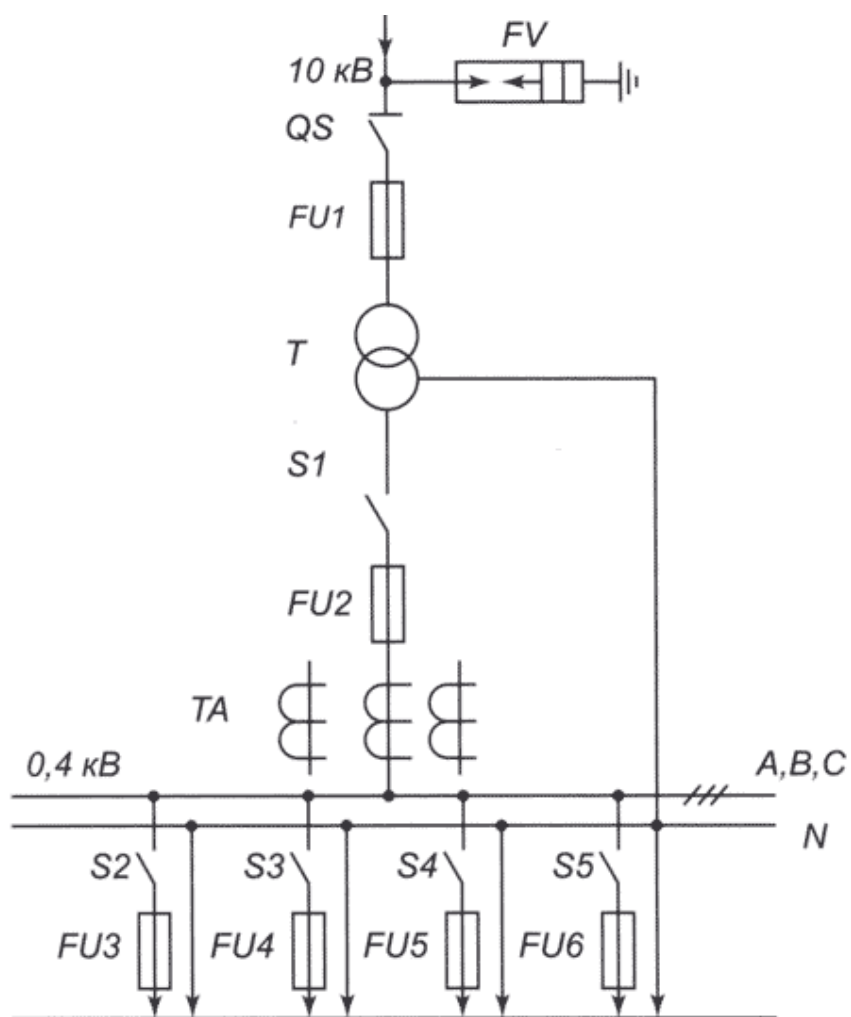 FV
10 кВ
QS
FU1
T
S1
FU2
TA
0,4 кВ
A,B,C
N
S2
S3
S4
S5
FU3
FU4
FU5
FU6